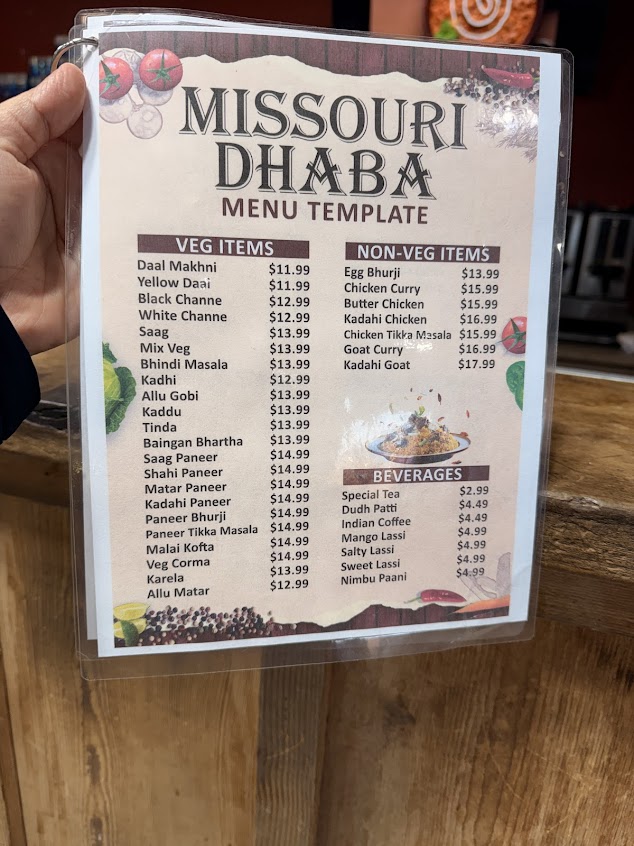 MISSOURI
DHABA
MENU TEMPLATE
VEG ITEMS
Daal Makhni $11.99
Yellow Daai $11.99
Black Channe $12.99
White Channe $12.99
Saag $13.99
Mix Veg $13.99
Bhindi Masala $13.99
Kadhi $12.99
Allu Gobi $13.99
Kaddu $13.99
Tinda $13.99
Baingan Bhartha $13.99
Saag Paneer $14.99
Shahi Paneer $14.99
Matar Paneer $14.99
Kadahi Paneer $14.99
Paneer Bhurji $14.99
Paneer Tikka Masala $14.99
Malai Kofta $14.99
Veg Corma $14.99
Karela $13.99
Allu Matar $12.99
NON-VEG ITEMS
Egg Bhurji $13.99
Chicken Curry $15.99
Butter Chicken $15.99
Kadahi Chicken $16.99
Chicken Tikka Masala $15.99
Goat Curry $16.99
Kadahi Goat $17.99
BEVERAGES
Special Tea $2.99
Dudh Patti $4.49
Indian Coffee $4.49
Mango Lassi $4.99
Salty Lassi $4.99
Sweet Lassi $4.99
Nimbu Paani $4.99